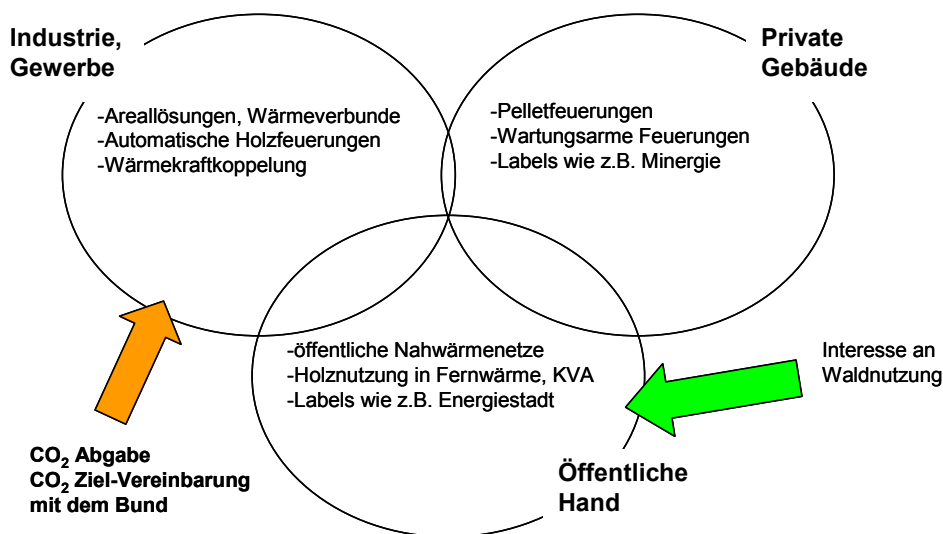 Industrie,
Gewerbe
-Areallösungen, Wärmeverbunde
-Automatische Holzfeuerungen
-Wärmekraftkoppelung
Private
Gebäude
-Pelletfeuerungen
-Wartungsarme Feuerungen
-Labels wie z.B. Minergie
-öffentliche Nahwärmenetze
-Holznutzung in Fernwärme, KVA
-Labels wie z.B. Energiestadt
Interesse an
Waldnutzung
CO₂ Abgabe
CO₂ Ziel-Vereinbarung
mit dem Bund
Öffentliche
Hand